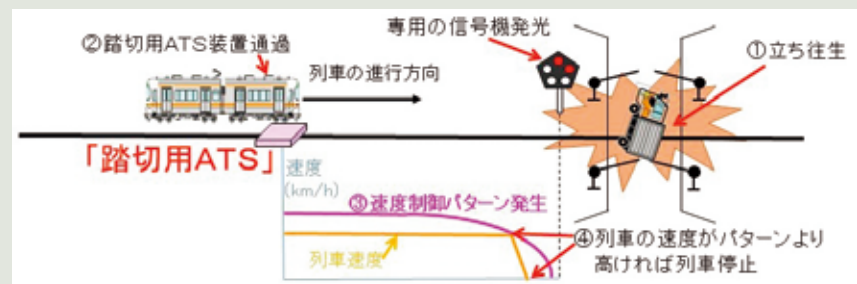 専用の信号機発光
②踏切用ATS装置通過
①立ち往生
列車の進行方向
「踏切用ATS」
速度
(km/h)
③速度制御パターン発生
列車速度
④列車の速度がパターンより
高ければ列車停止